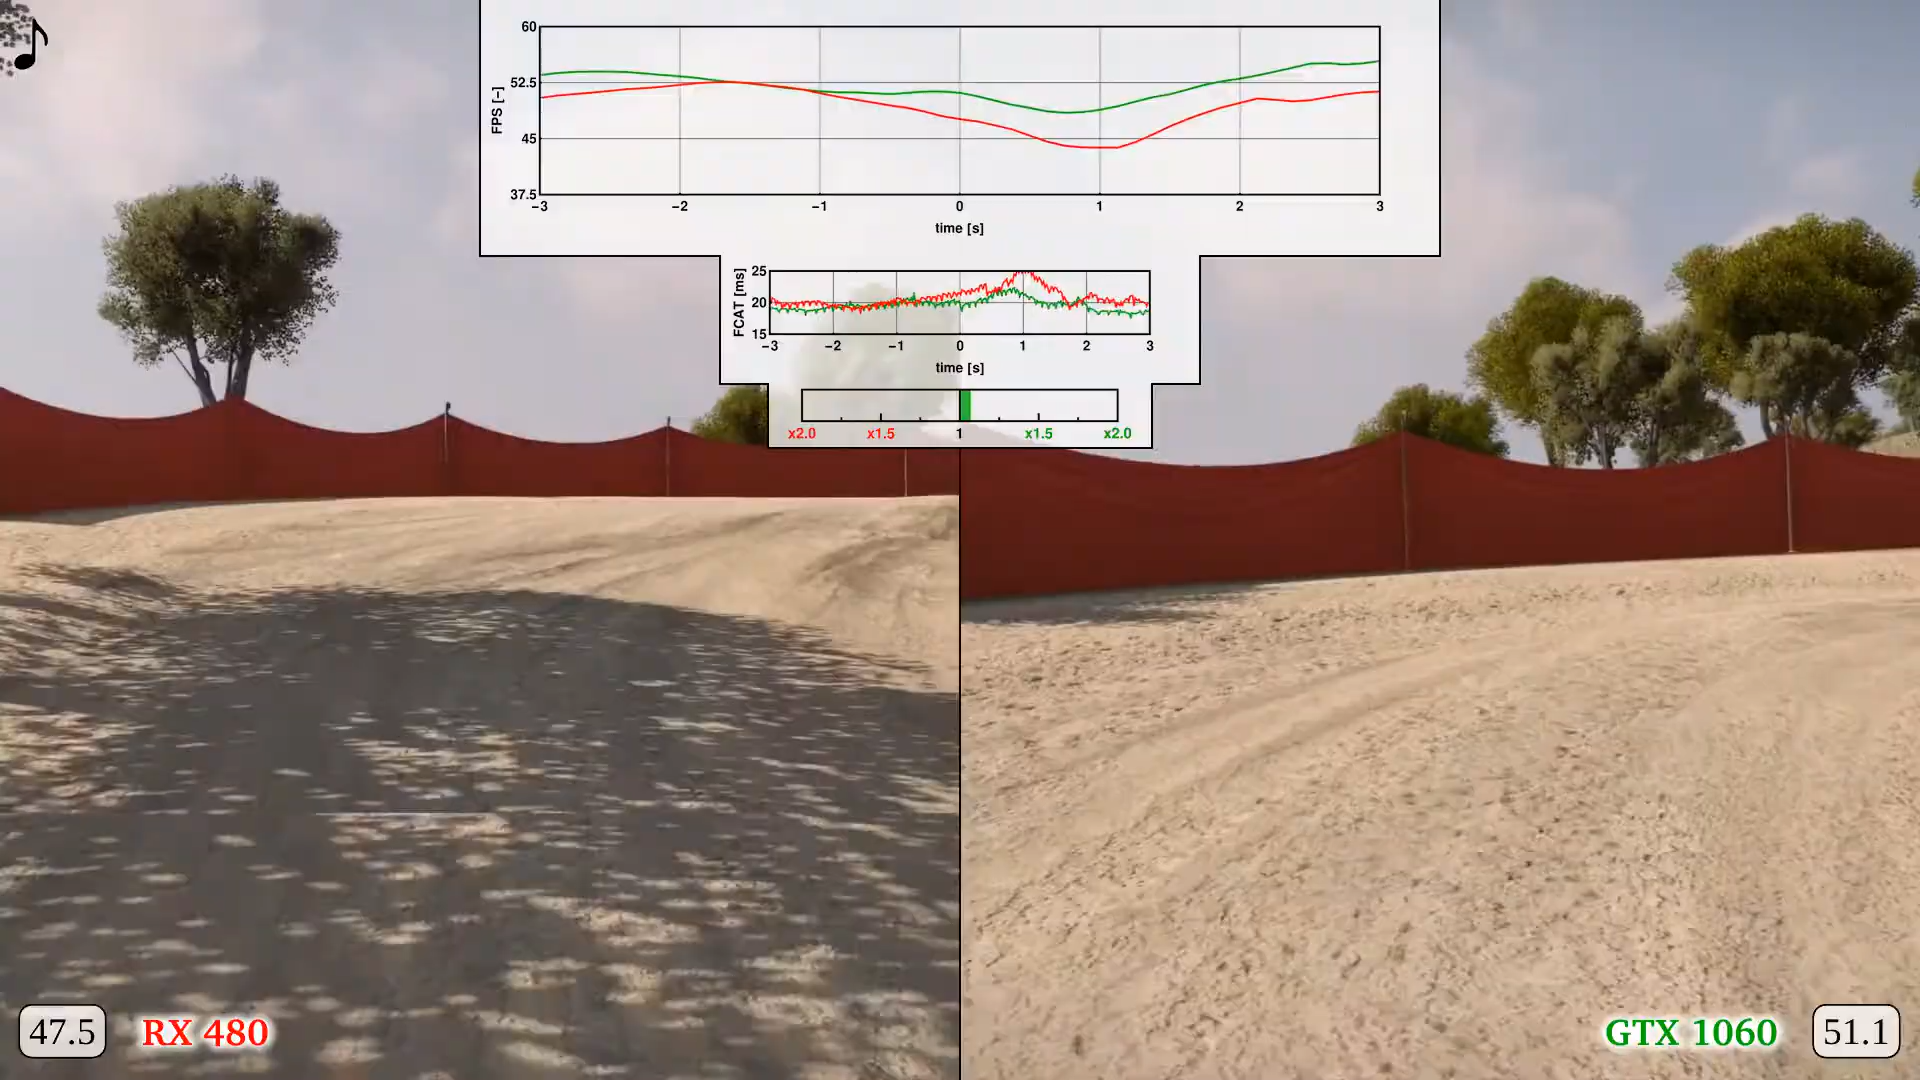 60
52.5
45
37.5
FPS [−]
−3 −2 −1 0 1 2 3
time [s]
25
20
15
FCAT [ms]
−3 −2 −1 0 1 2 3
time [s]
x2.0 x1.5 1 x1.5 x2.0
47.5 RX 480 GTX 1060 51.1